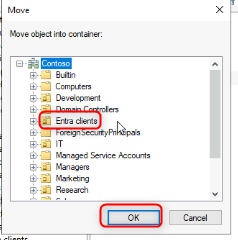 Move
Move object into container:
Contoso
Builtin
Computers
Development
Domain Controllers
Entra clients
ForeignSecurityPrincipals
IT
Managed Service Accounts
Managers
Marketing
Research
OK
Cancel
clients